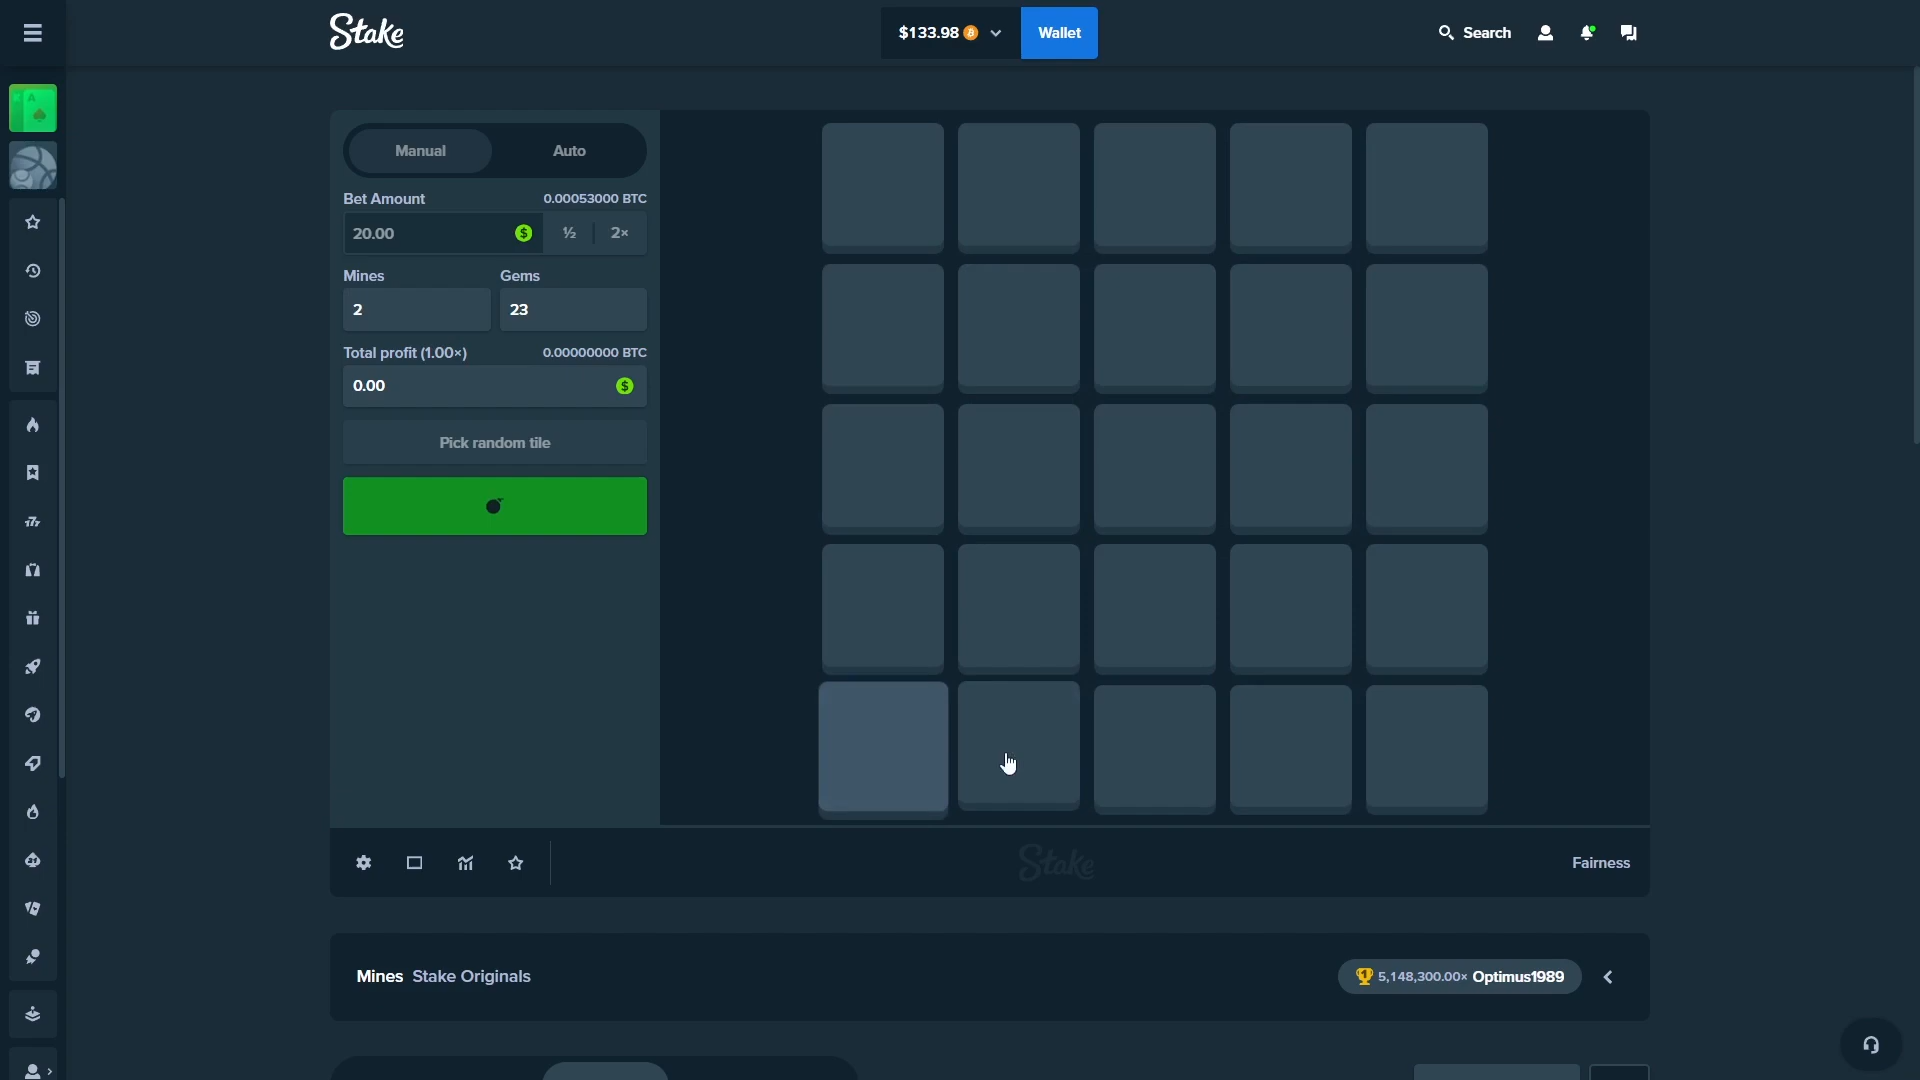 Stake
$133.98
Wallet
Search
Manual
Auto
Bet Amount
0.00053000 BTC
20.00
½
2×
Mines
Gems
2
23
Total profit (1.00×)
0.00000000 BTC
0.00
Pick random tile
Stake
Fairness
Mines Stake Originals
5,148,300.00× Optimus1989